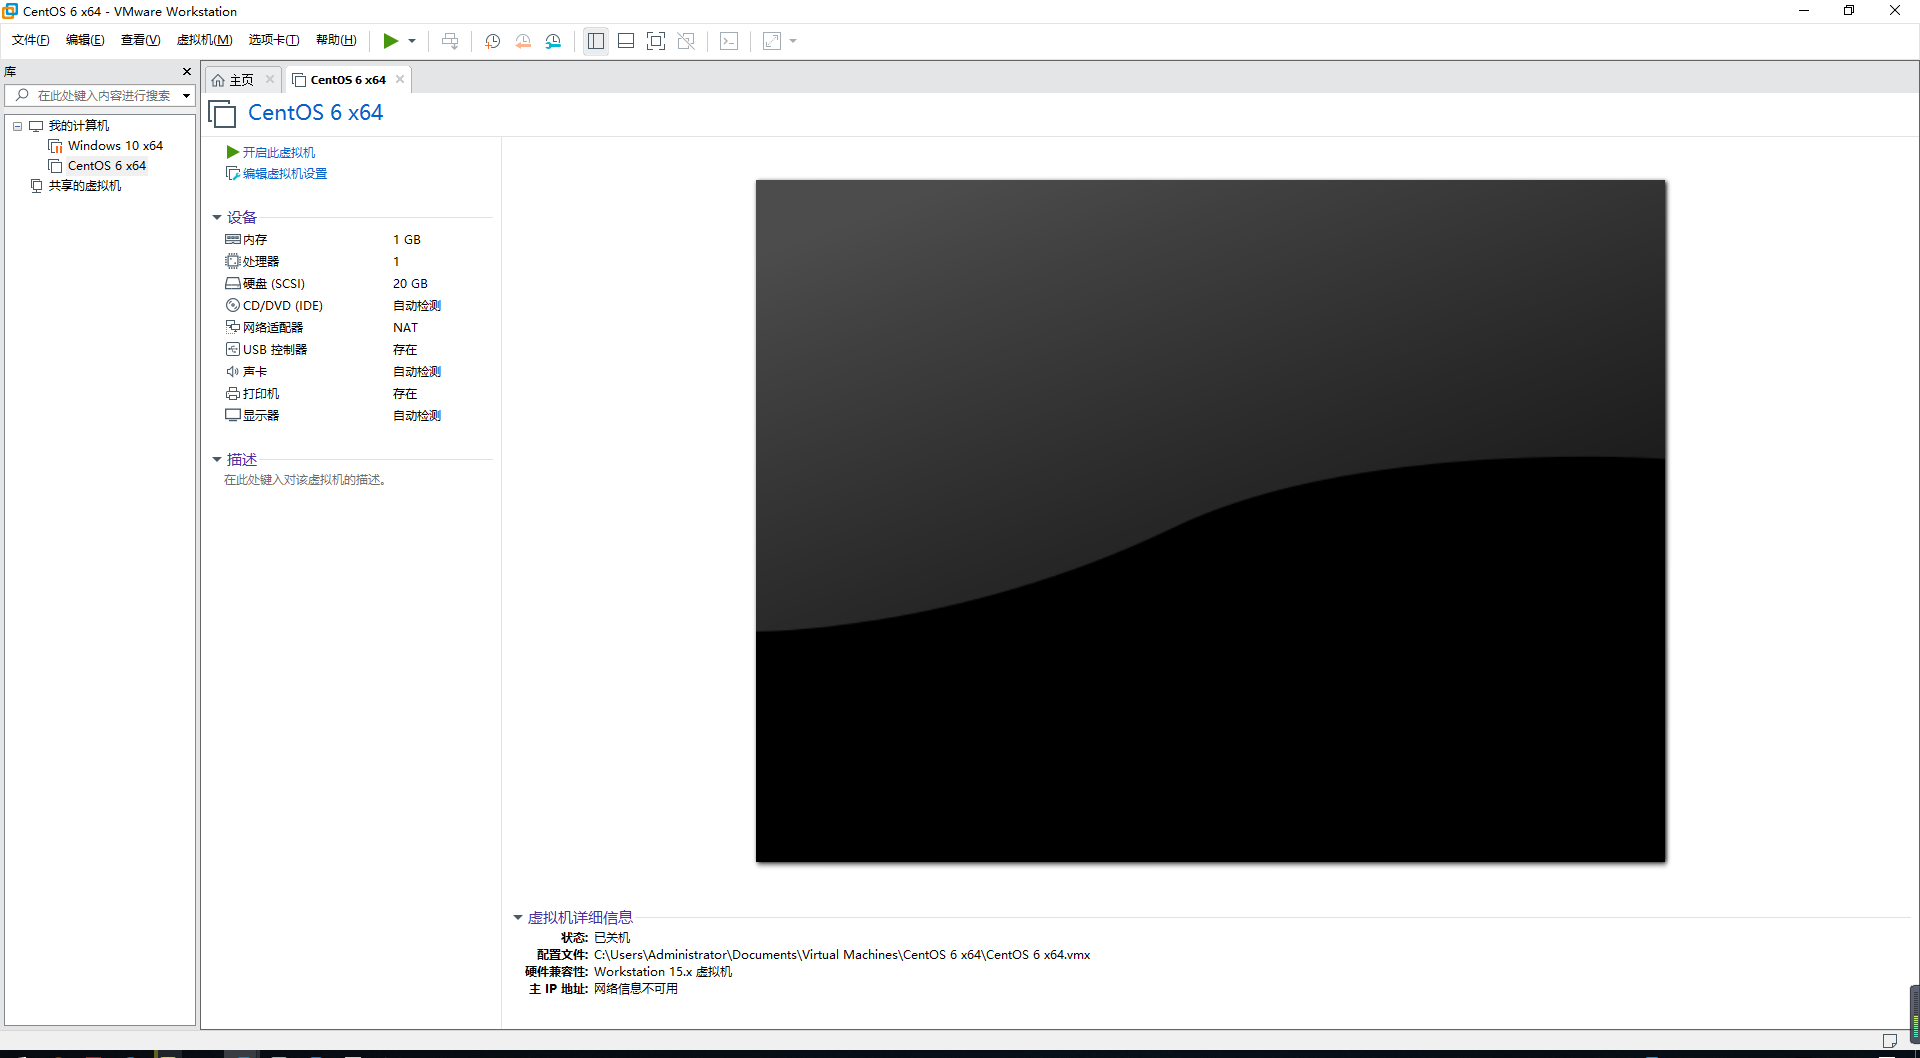 CentOS 6 x64 - VMware Workstation
文件(F) 编辑(E) 查看(V) 虚拟机(M) 选项卡(T) 帮助(H)
库
在此处键入内容进行搜索
我的计算机
Windows 10 x64
CentOS 6 x64
共享的虚拟机
主页 CentOS 6 x64
CentOS 6 x64
开启此虚拟机
编辑虚拟机设置
设备
内存 1 GB
处理器 1
硬盘 (SCSI) 20 GB
CD/DVD (IDE) 自动检测
网络适配器 NAT
USB 控制器 存在
声卡 自动检测
打印机 存在
显示器 自动检测
描述
在此处键入对该虚拟机的描述。
虚拟机详细信息
状态: 已关机
配置文件: C:\Users\Administrator\Documents\Virtual Machines\CentOS 6 x64\CentOS 6 x64.vmx
硬件兼容性: Workstation 15.x 虚拟机
主 IP 地址: 网络信息不可用